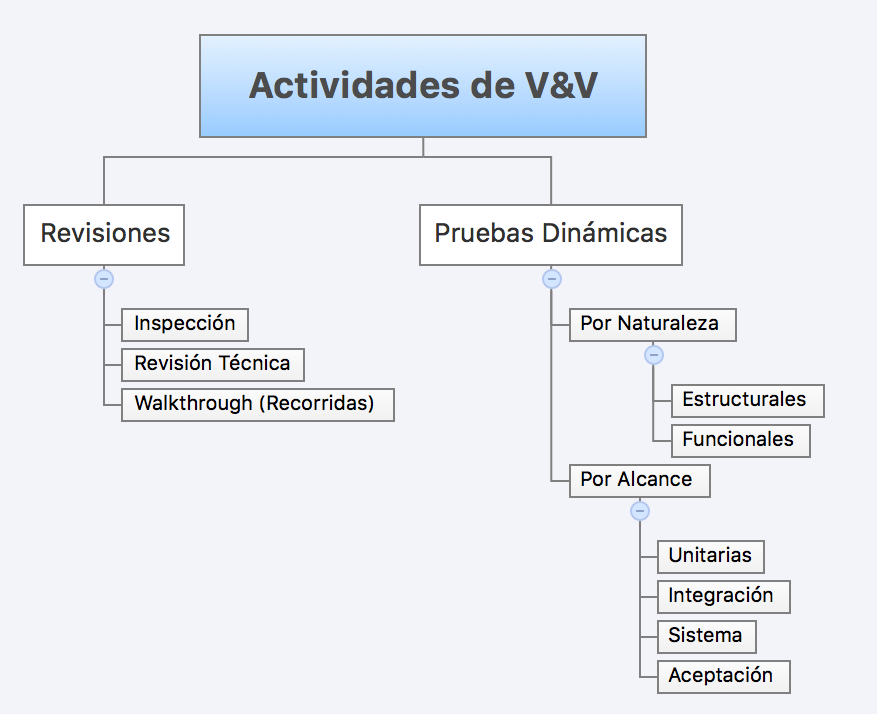 Actividades de V&V
Revisiones
Inspección
Revisión Técnica
Walkthrough (Recorridas)
Pruebas Dinámicas
Por Naturaleza
Estructurales
Funcionales
Por Alcance
Unitarias
Integración
Sistema
Aceptación